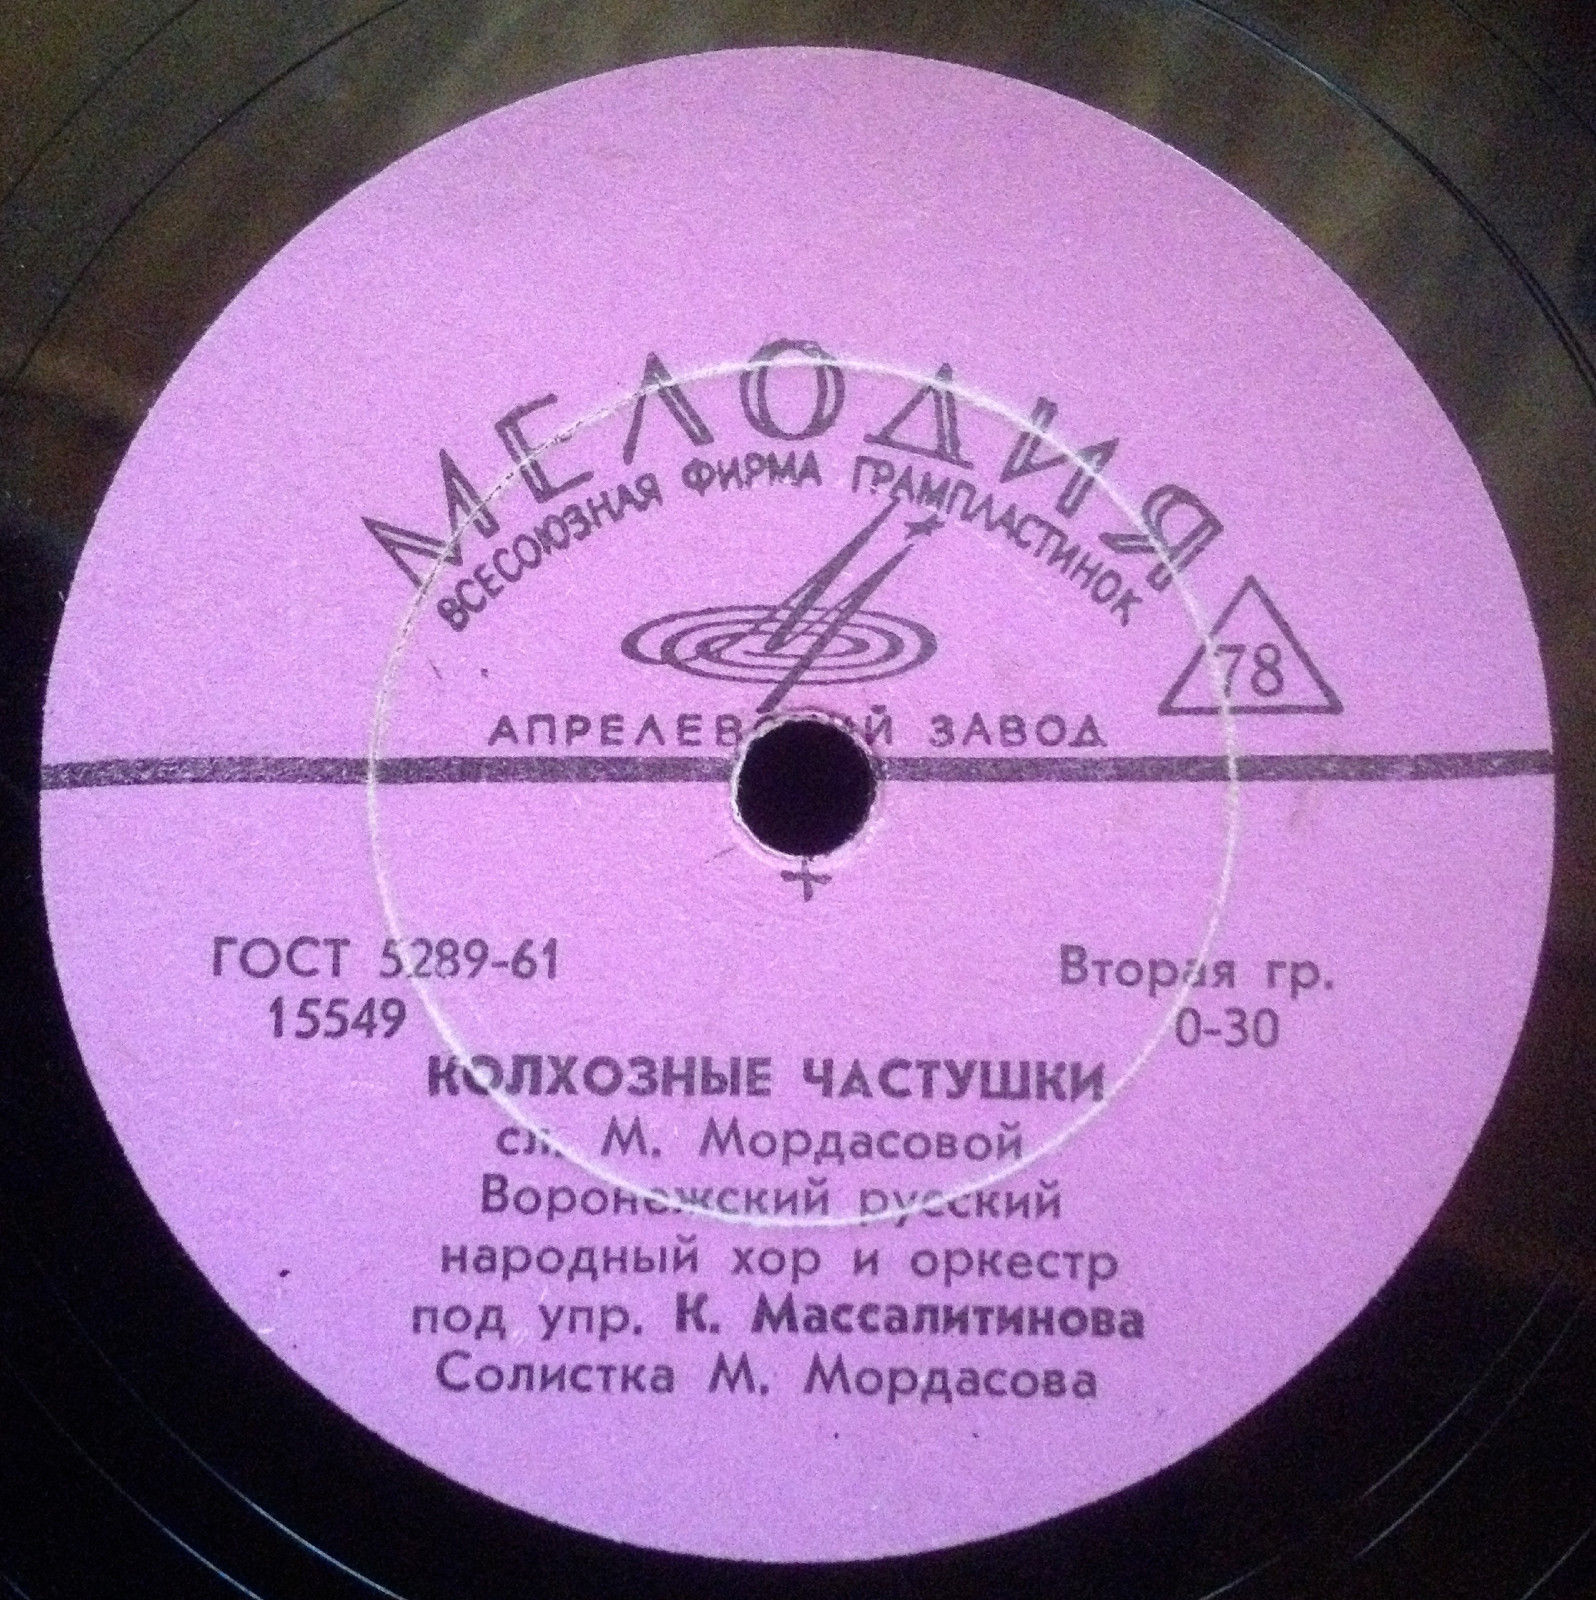 МЕЛОДИЯ
ВСЕСОЮЗНАЯ ФИРМА ГРАМПЛАСТИНОК
78
АПРЕЛЕВСКИЙ ЗАВОД
ГОСТ 5289-61
15549
Вторая гр.
0-30
КОЛХОЗНЫЕ ЧАСТУШКИ
сл. М. Мордасовой
Воронежский русский
народный хор и оркестр
под упр. К. Массалитинова
Солистка М. Мордасова